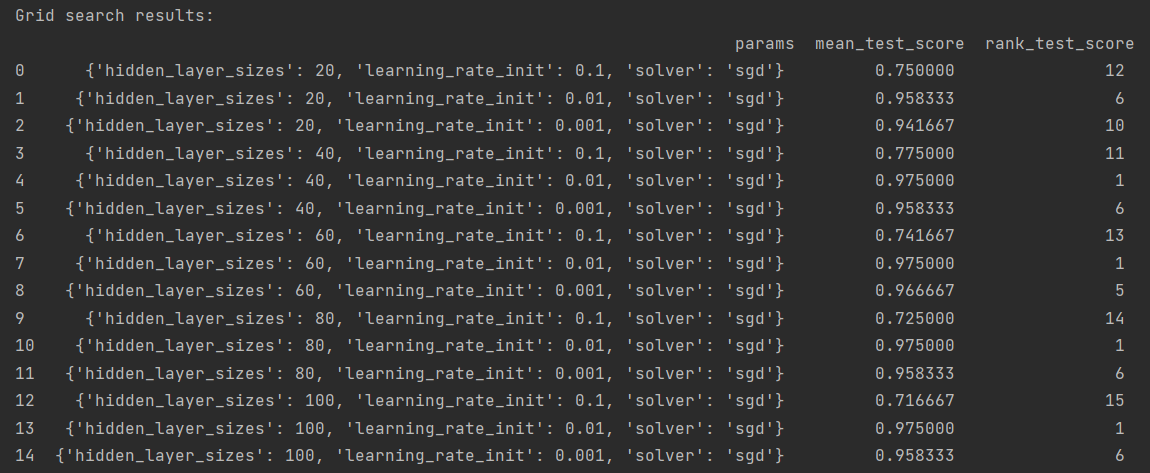 Grid search results:
params mean_test_score rank_test_score
0 {'hidden_layer_sizes': 20, 'learning_rate_init': 0.1, 'solver': 'sgd'} 0.750000 12
1 {'hidden_layer_sizes': 20, 'learning_rate_init': 0.01, 'solver': 'sgd'} 0.958333 6
2 {'hidden_layer_sizes': 20, 'learning_rate_init': 0.001, 'solver': 'sgd'} 0.941667 10
3 {'hidden_layer_sizes': 40, 'learning_rate_init': 0.1, 'solver': 'sgd'} 0.775000 11
4 {'hidden_layer_sizes': 40, 'learning_rate_init': 0.01, 'solver': 'sgd'} 0.975000 1
5 {'hidden_layer_sizes': 40, 'learning_rate_init': 0.001, 'solver': 'sgd'} 0.958333 6
6 {'hidden_layer_sizes': 60, 'learning_rate_init': 0.1, 'solver': 'sgd'} 0.741667 13
7 {'hidden_layer_sizes': 60, 'learning_rate_init': 0.01, 'solver': 'sgd'} 0.975000 1
8 {'hidden_layer_sizes': 60, 'learning_rate_init': 0.001, 'solver': 'sgd'} 0.966667 5
9 {'hidden_layer_sizes': 80, 'learning_rate_init': 0.1, 'solver': 'sgd'} 0.725000 14
10 {'hidden_layer_sizes': 80, 'learning_rate_init': 0.01, 'solver': 'sgd'} 0.975000 1
11 {'hidden_layer_sizes': 80, 'learning_rate_init': 0.001, 'solver': 'sgd'} 0.958333 6
12 {'hidden_layer_sizes': 100, 'learning_rate_init': 0.1, 'solver': 'sgd'} 0.716667 15
13 {'hidden_layer_sizes': 100, 'learning_rate_init': 0.01, 'solver': 'sgd'} 0.975000 1
14 {'hidden_layer_sizes': 100, 'learning_rate_init': 0.001, 'solver': 'sgd'} 0.958333 6